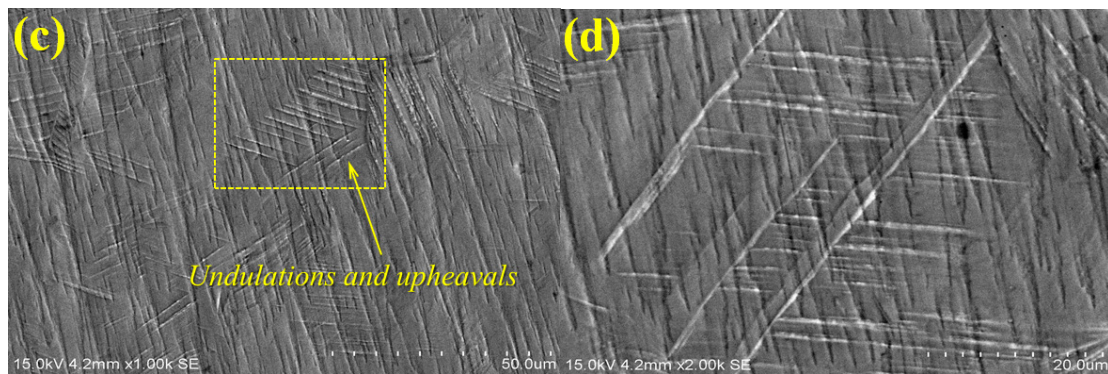 (c)
Undulations and upheavals
15.0kV 4.2mm x1.00k SE
50.0um
(d)
15.0kV 4.2mm x2.00k SE
20.0um